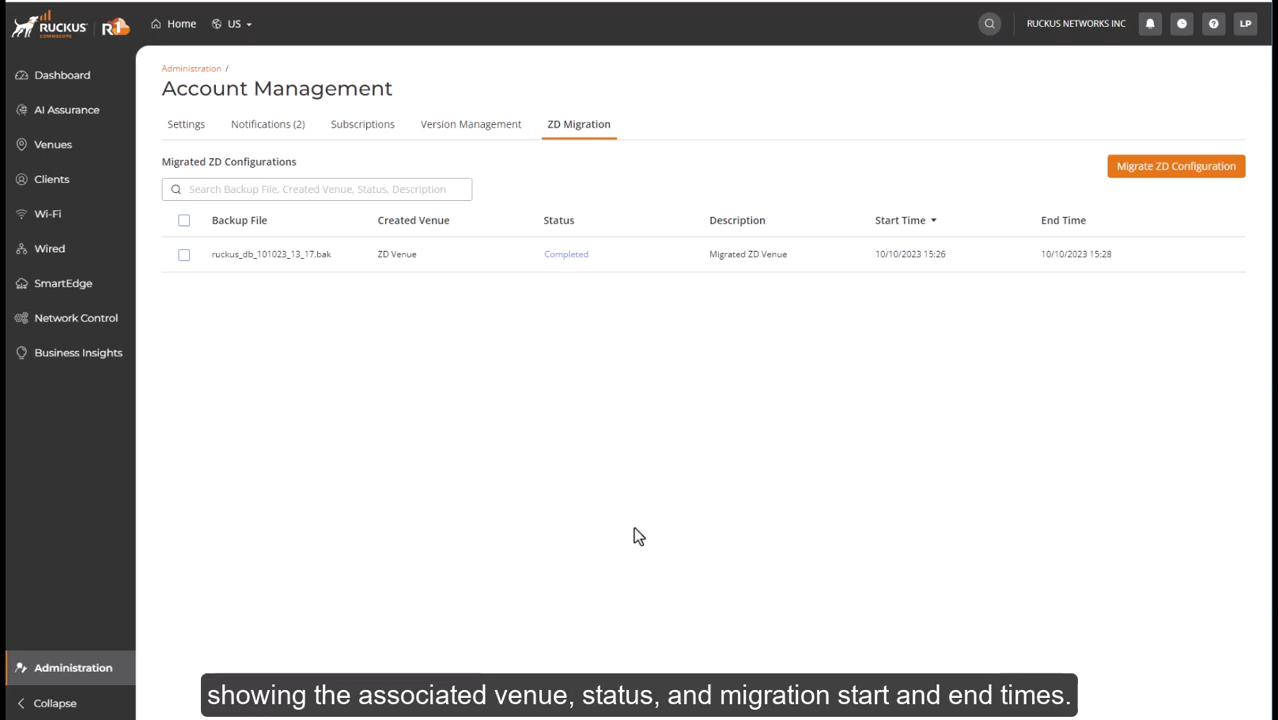 RUCKUS
COMMSCOPE
R1
Home
US
RUCKUS NETWORKS INC
LP
Dashboard
AI Assurance
Venues
Clients
Wi-Fi
Wired
SmartEdge
Network Control
Business Insights
Administration
Collapse
Administration /
Account Management
Settings
Notifications (2)
Subscriptions
Version Management
ZD Migration
Migrated ZD Configurations
Migrate ZD Configuration
Search Backup File, Created Venue, Status, Description
Backup File Created Venue Status Description Start Time End Time
ruckus_db_101023_13_17.bak ZD Venue Completed Migrated ZD Venue 10/10/2023 15:26 10/10/2023 15:28
showing the associated venue, status, and migration start and end times.